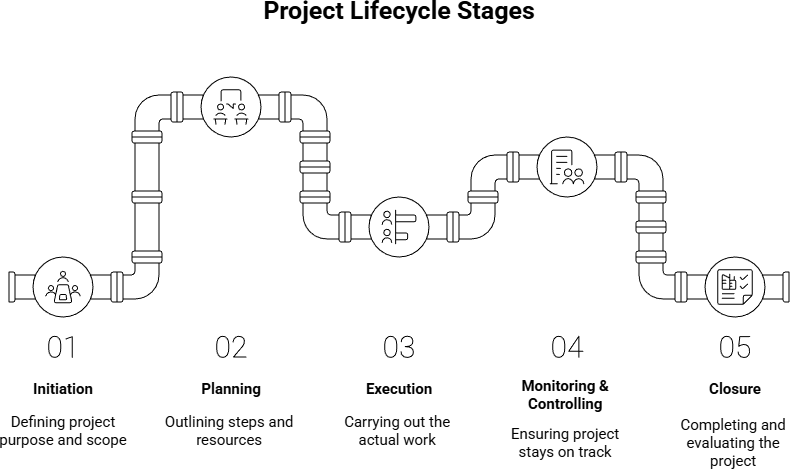 Project Lifecycle Stages
01
02
03
04
05
Initiation
Planning
Execution
Monitoring &
Controlling
Closure
Defining project
purpose and scope
Outlining steps and
resources
Carrying out the
actual work
Ensuring project
stays on track
Completing and
evaluating the
project